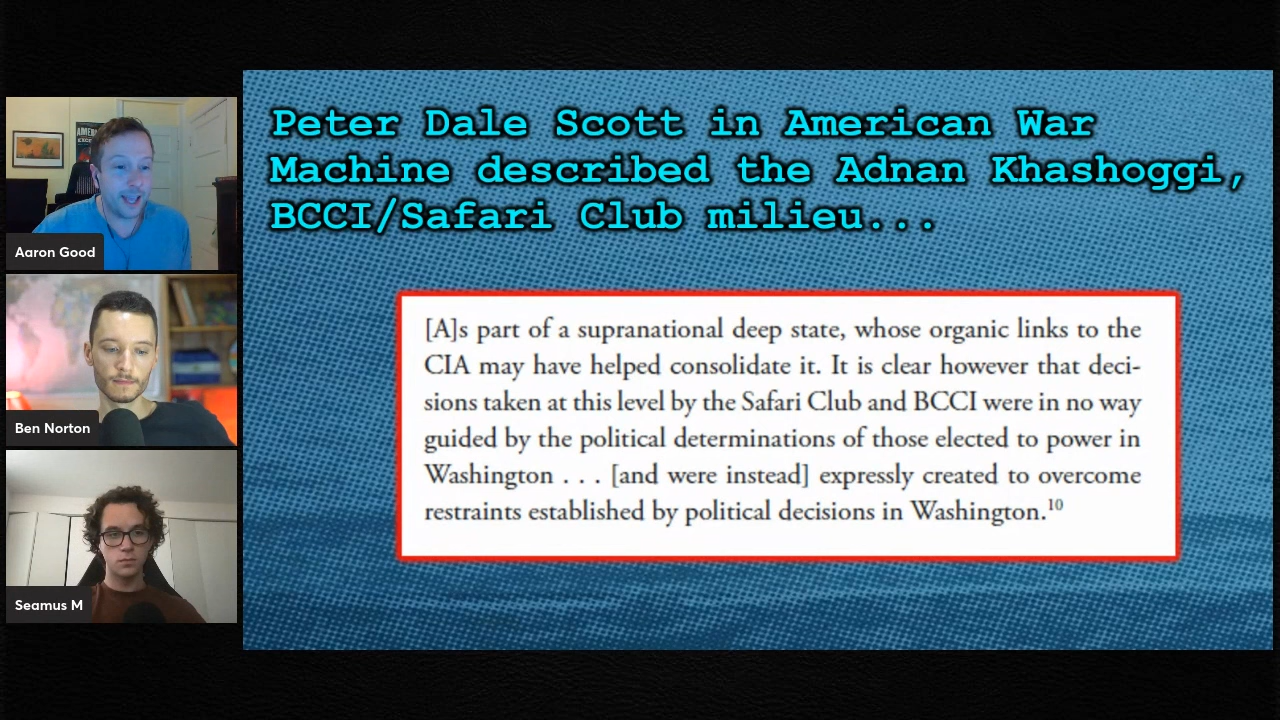 Peter Dale Scott in American War
Machine described the Adnan Khashoggi,
BCCI/Safari Club milieu...
[A]s part of a supranational deep state, whose organic links to the
CIA may have helped consolidate it. It is clear however that deci-
sions taken at this level by the Safari Club and BCCI were in no way
guided by the political determinations of those elected to power in
Washington . . . [and were instead] expressly created to overcome
restraints established by political decisions in Washington.10
Aaron Good
Ben Norton
Seamus M